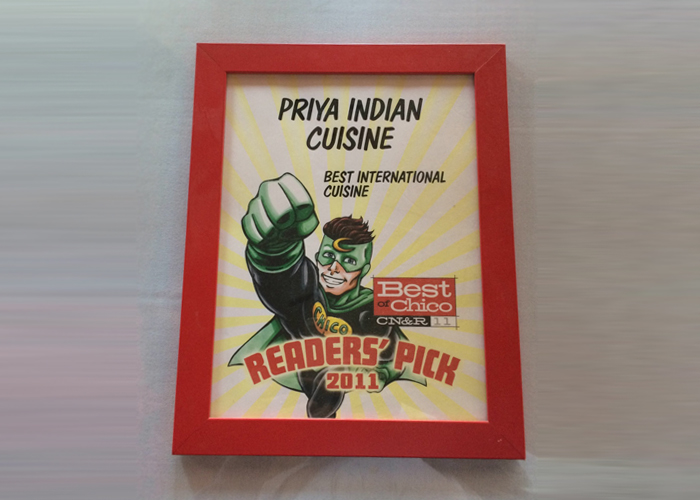 PRIYA INDIAN
CUISINE
BEST INTERNATIONAL
CUISINE
Best
of Chico
CN&R 11
CHICO
READERS' PICK
2011